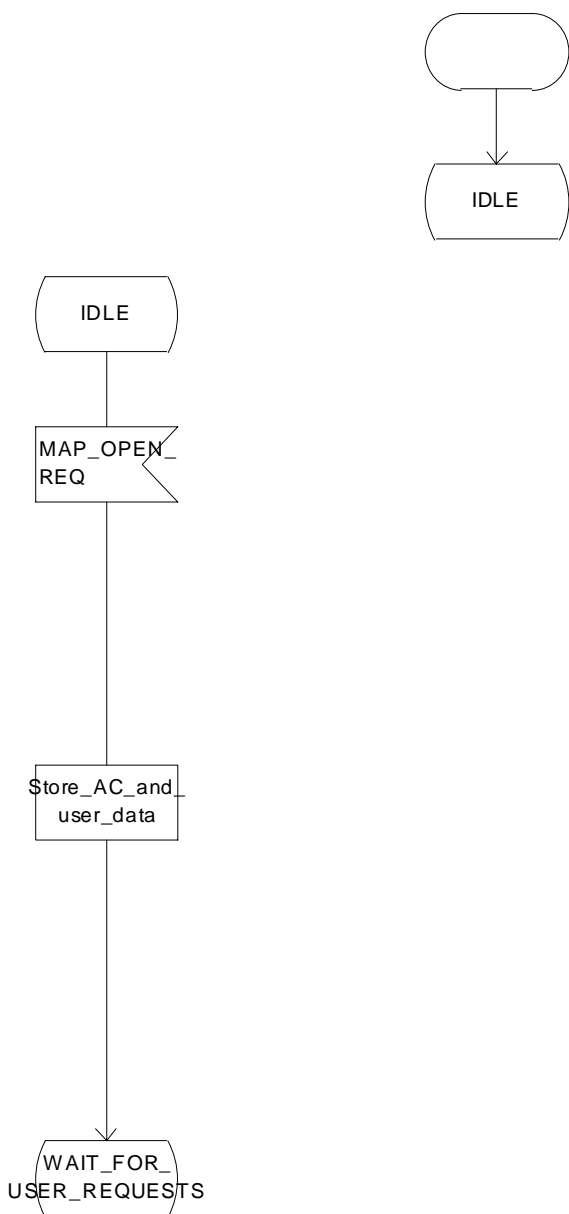 IDLE
IDLE
MAP_OPEN_
REQ
Store_AC_and_
user_data
WAIT_FOR_
USER_REQUESTS